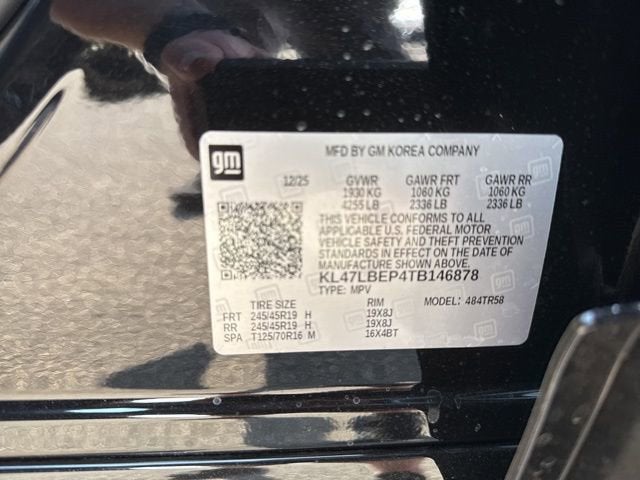 gm
MFD BY GM KOREA COMPANY
12/25 GVWR GAWR FRT GAWR RR
1930 KG 1060 KG 1060 KG
4255 LB 2336 LB 2336 LB
THIS VEHICLE CONFORMS TO ALL
APPLICABLE U.S. FEDERAL MOTOR
VEHICLE SAFETY AND THEFT PREVENTION
STANDARDS IN EFFECT ON THE DATE OF
MANUFACTURE SHOWN ABOVE.
KL47LBEP4TB146878
TYPE: MPV MODEL: 484TR58
TIRE SIZE RIM
FRT 245/45R19 H 19X8J
RR 245/45R19 H 19X8J
SPA T125/70R16 M 16X4BT